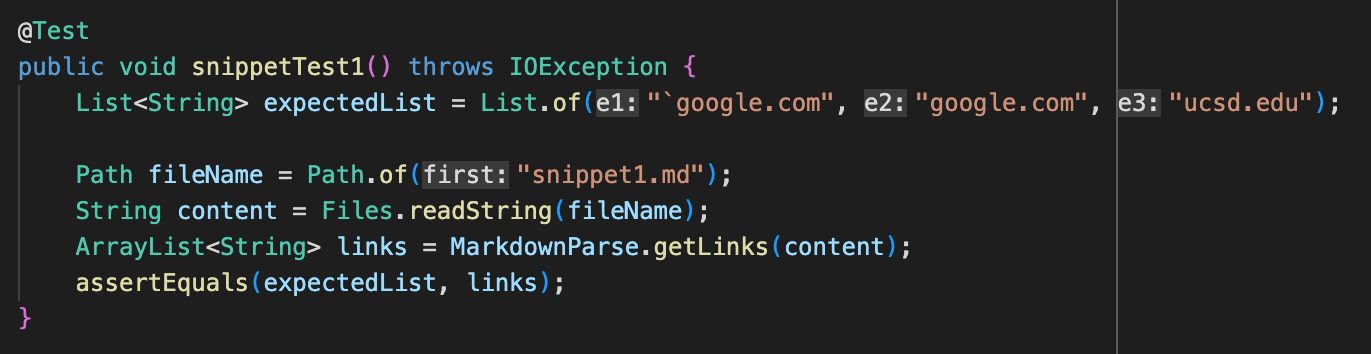 @Test
public void snippetTest1() throws IOException {
List<String> expectedList = List.of(e1: "`google.com", e2: "google.com", e3: "ucsd.edu");
Path fileName = Path.of(first: "snippet1.md");
String content = Files.readString(fileName);
ArrayList<String> links = MarkdownParse.getLinks(content);
assertEquals(expectedList, links);
}